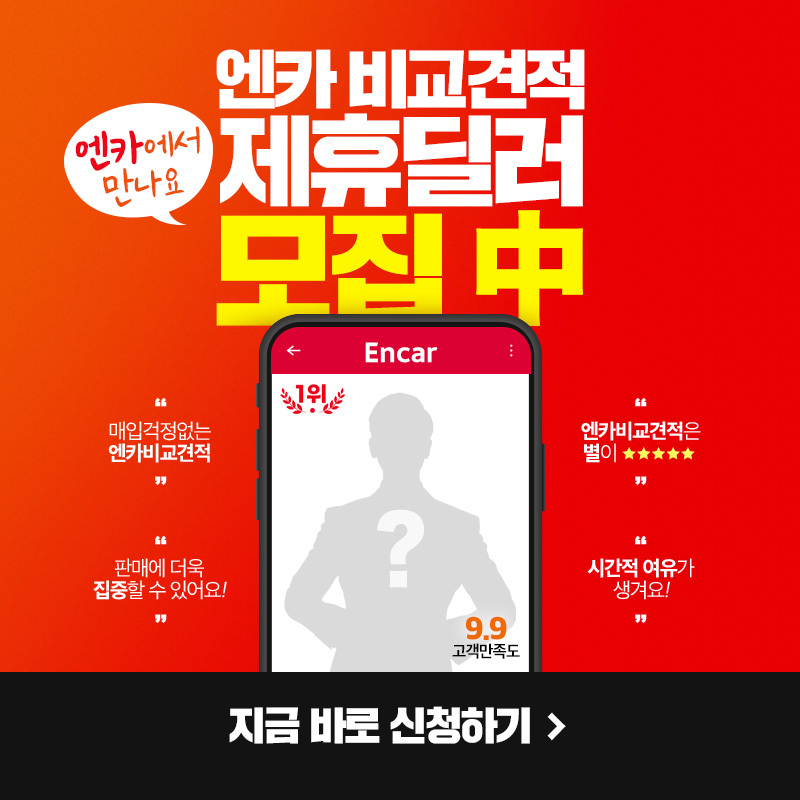 엔카 비교견적
제휴딜러
모집 中
엔카에서
만나요
Encar
1위
“
매입걱정없는
엔카비교견적
”
“
엔카비교견적은
별이 ★★★★★
”
“
판매에 더욱
집중할 수 있어요!
”
“
시간적 여유가
생겨요!
”
?
9.9
고객만족도
지금 바로 신청하기 >